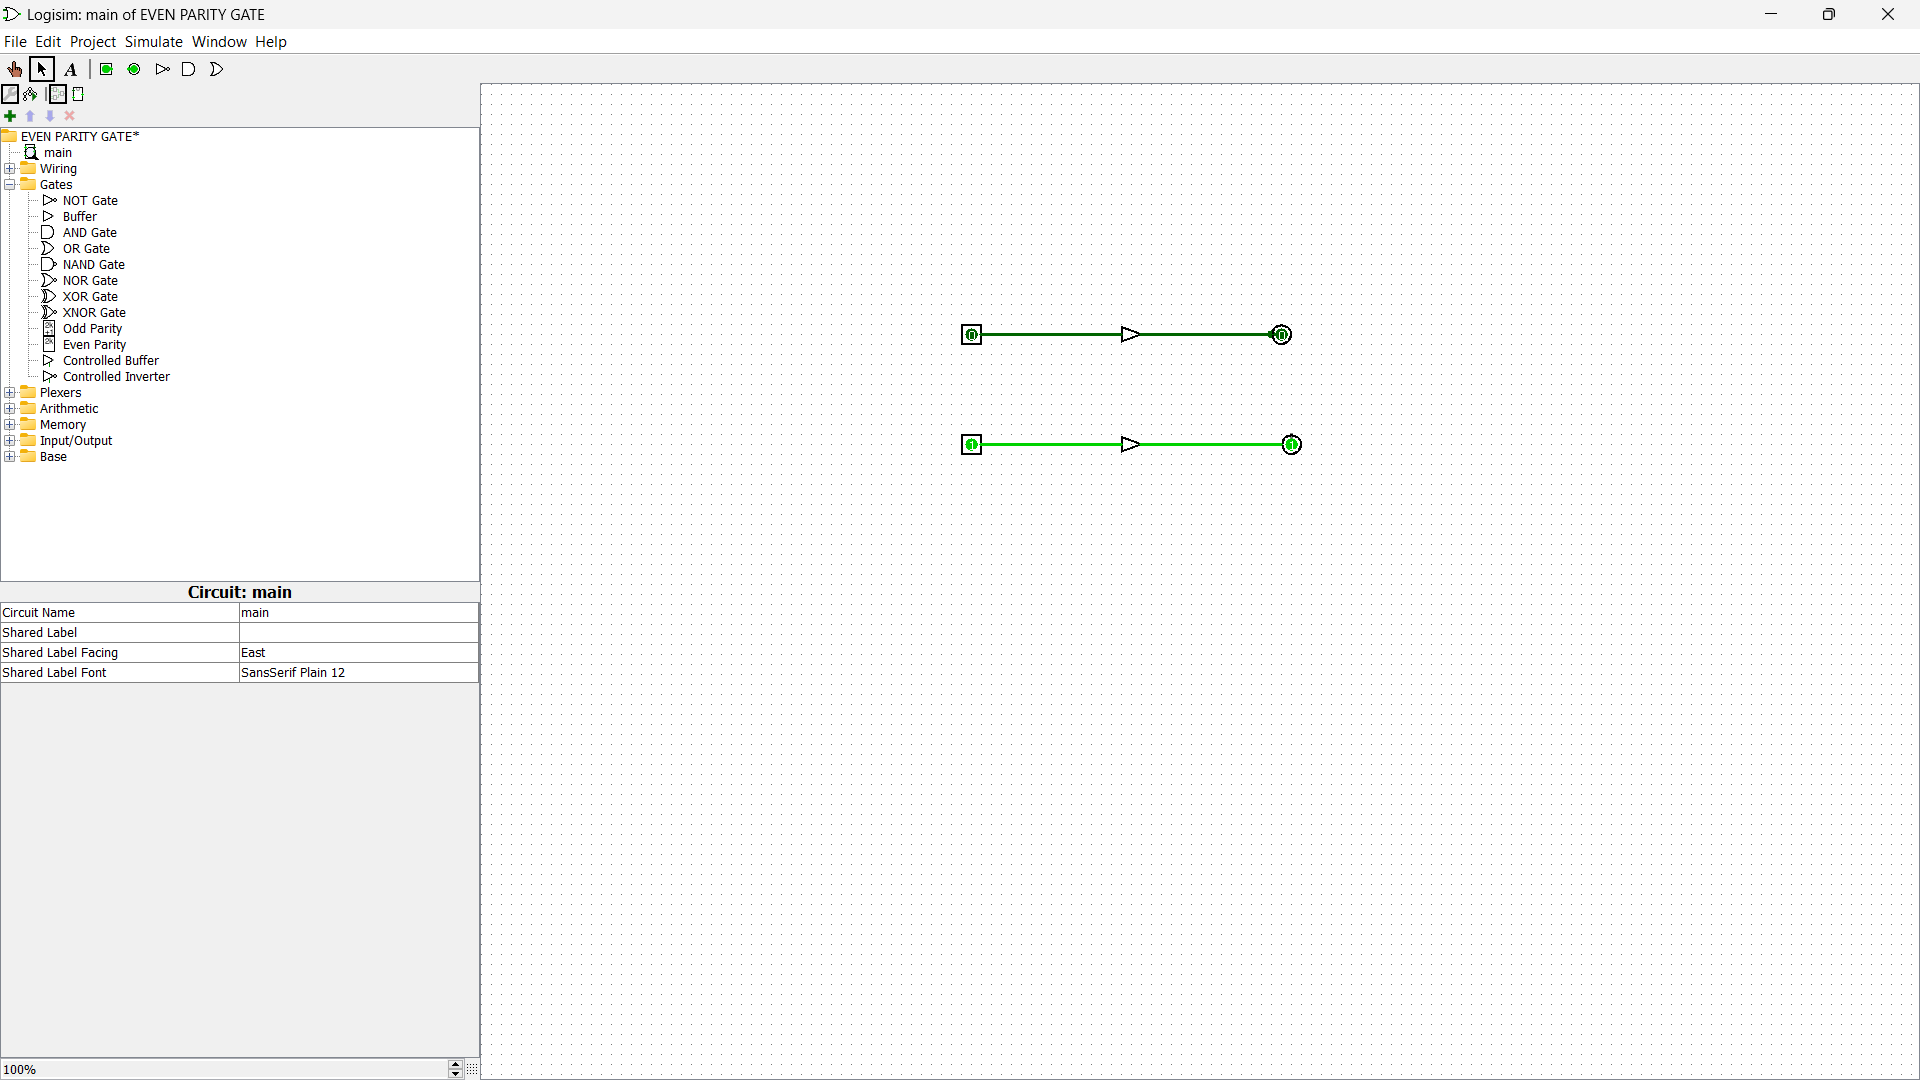 Logisim: main of EVEN PARITY GATE
File Edit Project Simulate Window Help
A
EVEN PARITY GATE*
main
Wiring
Gates
NOT Gate
Buffer
AND Gate
OR Gate
NAND Gate
NOR Gate
XOR Gate
XNOR Gate
Odd Parity
Even Parity
Controlled Buffer
Controlled Inverter
Plexers
Arithmetic
Memory
Input/Output
Base
0 0
1 1
Circuit: main
Circuit Name main
Shared Label
Shared Label Facing East
Shared Label Font SansSerif Plain 12
100%